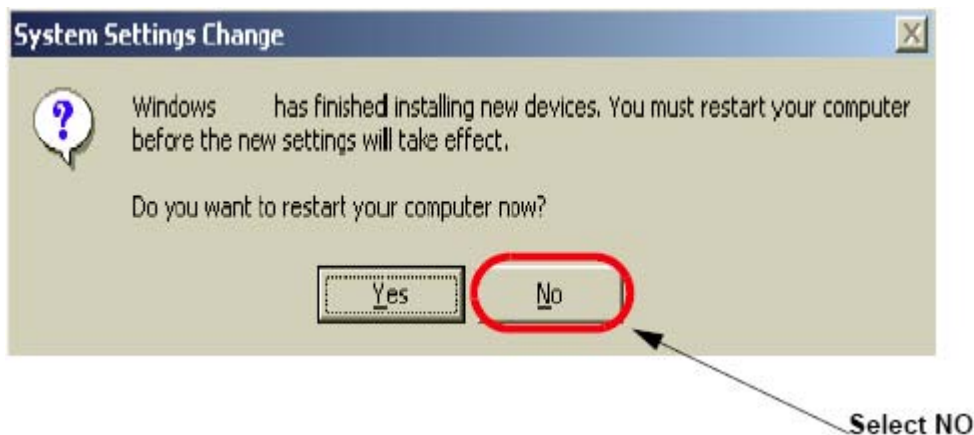 System Settings Change
Windows has finished installing new devices. You must restart your computer
before the new settings will take effect.
Do you want to restart your computer now?
Yes
No
Select NO